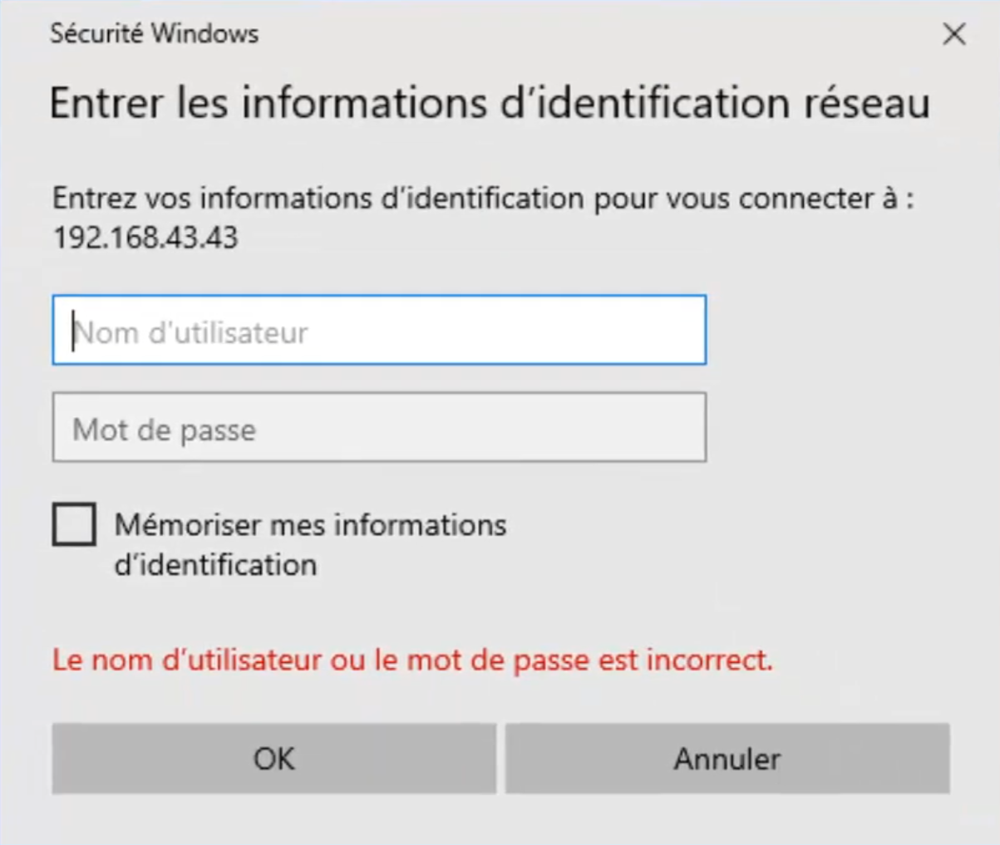 Sécurité Windows
Entrer les informations d’identification réseau
Entrez vos informations d’identification pour vous connecter à :
192.168.43.43
Nom d'utilisateur
Mot de passe
Mémoriser mes informations
d’identification
Le nom d’utilisateur ou le mot de passe est incorrect.
OK
Annuler